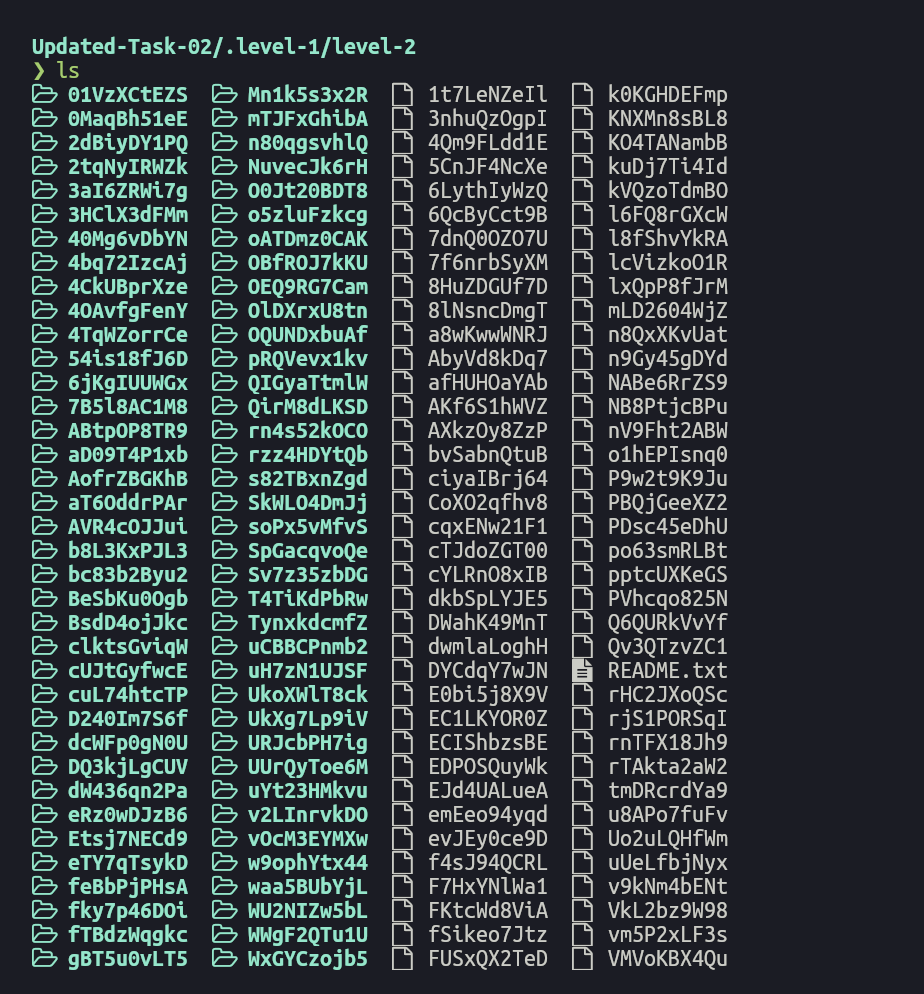 Updated-Task-02/.level-1/level-2
❯ ls
01VzXCtEZS Mn1k5s3x2R 1t7LeNZeIl k0KGHDEFmp
0MaqBh51eE mTJFxGhibA 3nhuQzOgpI KNXMn8sBL8
2dBiyDY1PQ n80qgsvhlQ 4Qm9FLdd1E KO4TANambB
2tqNyIRWZk NuvecJk6rH 5CnJF4NcXe kuDj7Ti4Id
3aI6ZRWi7g O0Jt20BDT8 6LythIyWzQ kVQzoTdmBO
3HClX3dFMm o5zluFzkcg 6QcByCct9B l6FQ8rGXcW
40Mg6vDbYN oATDmz0CAK 7dnQ0OZO7U l8fShvYkRA
4bq72IzcAj OBfROJ7kKU 7f6nrbSyXM lcVizkoO1R
4CkUBprXze OEQ9RG7Cam 8HuZDGUf7D lxQpP8fJrM
4OAvfgFenY OlDXrxU8tn 8lNsncDmgT mLD2604WjZ
4TqWZorrCe OQUNDxbuAf a8wKwwWNRJ n8QxXKvUat
54is18fJ6D pRQVevx1kv AbyVd8kDq7 n9Gy45gDYd
6jKgIUUWGx QIGyaTtmlW afHUHOaYAb NABe6RrZS9
7B5l8AC1M8 QirM8dLKSD AKf6S1hWVZ NB8PtjcBPu
ABtpOP8TR9 rn4s52kOCO AXkzOy8ZzP nV9Fht2ABW
aD09T4P1xb rzz4HDYtQb bvSabnQtuB o1hEPIsnq0
AofrZBGKhB s82TBxnZgd ciyaIBrj64 P9w2t9K9Ju
aT6OddrPAr SkWLO4DmJj CoXO2qfhv8 PBQjGeeXZ2
AVR4cOJJui soPx5vMfvS cqxENw21F1 PDsc45eDhU
b8L3KxPJL3 SpGacqvoQe cTJdoZGT00 po63smRLBt
bc83b2Byu2 Sv7z35zbDG cYLRnO8xIB pptcUXKeGS
BeSbKu0Ogb T4TiKdPbRw dkbSpLYJE5 PVhcqo825N
BsdD4ojJkc TynxkdcmfZ DWahK49MnT Q6QURkVvYf
clktsGviqW uCBBCPnmb2 dwmlaLoghH Qv3QTzvZC1
cUJtGyfwcE uH7zN1UJSF DYCdqY7wJN README.txt
cuL74htcTP UkoXWlT8ck E0bi5j8X9V rHC2JXoQSc
D240Im7S6f UkXg7Lp9iV EC1LKYOR0Z rjS1PORSqI
dcWFp0gN0U URJcbPH7ig ECIShbzsBE rnTFX18Jh9
DQ3kjLgCUV UUrQyToe6M EDPOSQuyWk rTAkta2aW2
dW436qn2Pa uYt23HMkvu EJd4UALueA tmDRcrdYa9
eRz0wDJzB6 v2LInrvkDO emEeo94yqd u8APo7fuFv
Etsj7NECd9 vOcM3EYMXw evJEy0ce9D Uo2uLQHfWm
eTY7qTsykD w9ophYtx44 f4sJ94QCRL uUeLfbjNyx
feBbPjPHsA waa5BUbYjL F7HxYNlWa1 v9kNm4bENt
fky7p46DOi WU2NIZw5bL FKtcWd8ViA VkL2bz9W98
fTBdzWqgkc WWgF2QTu1U fSikeo7Jtz vm5P2xLF3s
gBT5u0vLT5 WxGYCzojb5 FUSxQX2TeD VMVoKBX4Qu